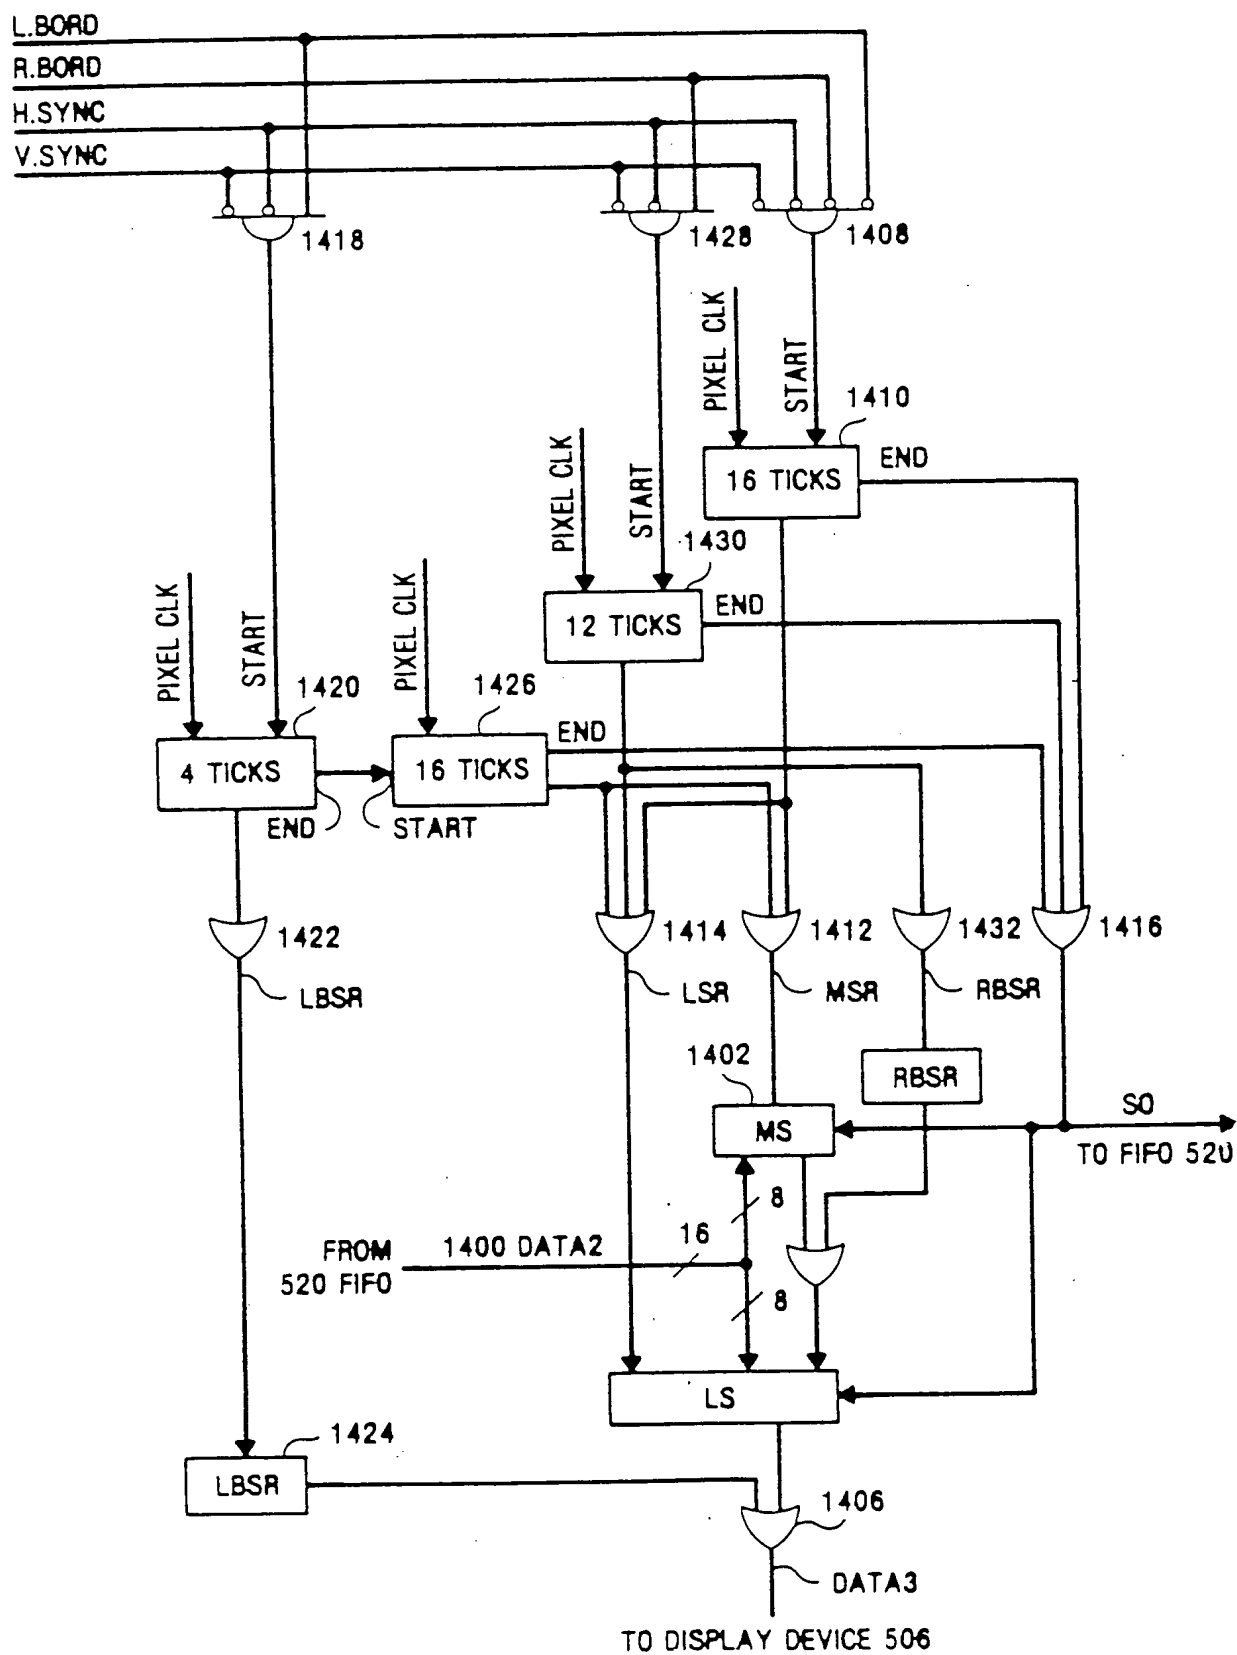 L.BORD
R.BORD
H.SYNC
V.SYNC
1418
1428
1408
PIXEL CLK
START
1410
16 TICKS
END
PIXEL CLK
START
1430
12 TICKS
END
PIXEL CLK
START
1420
4 TICKS
END
PIXEL CLK
1426
16 TICKS
END
START
1422
LBSR
1414
LSR
1412
MSR
1432
RBSR
1416
1402
MS
RBSR
SO
TO FIFO 520
FROM
520 FIFO
1400 DATA2
16
8
8
LS
1424
LBSR
1406
DATA3
TO DISPLAY DEVICE 506